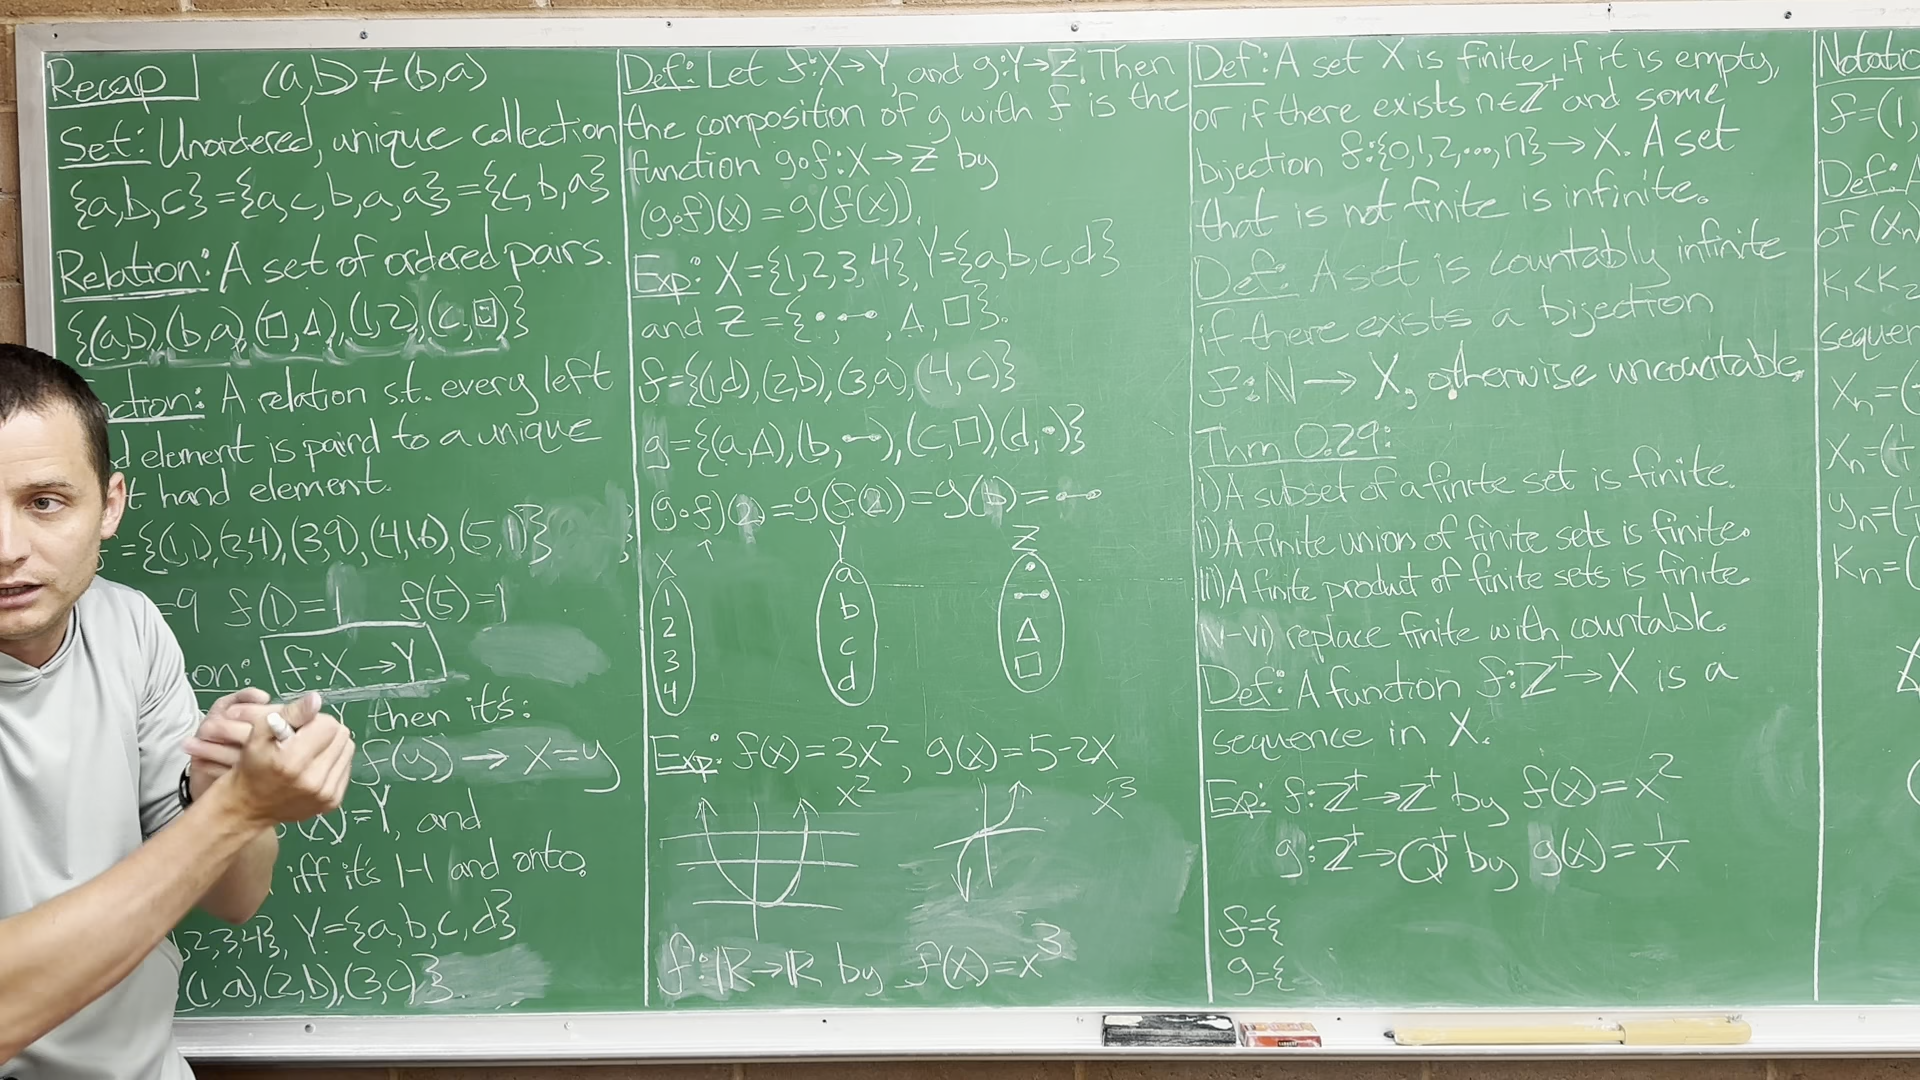 Recap (a,b) ≠ (b,a)
Set: Unordered, unique collection
{a,b,c} = {a,c,b,a,a} = {c,b,a}
Relation: A set of ordered pairs.
{(a,b),(b,a),(□,Δ),(1,2),(c,⊡)}
ction: A relation s.t. every left
d element is paird to a unique
t hand element.
={(1,1),(2,4),(3,9),(4,16),(5,1)}
=9 f(1)=1 f(5)=1
on: f:X→Y
then it's:
f(y) → x=y
=Y, and
iff it's 1-1 and onto.
2,3,4}, Y={a,b,c,d}
(1,a),(2,b),(3,c)}
Def: Let f:X→Y, and g:Y→Z. Then
the composition of g with f is the
function g∘f:X→Z by
(g∘f)(x) = g(f(x)).
Exp: X={1,2,3,4}, Y={a,b,c,d}
and Z={•,•–•,Δ,□}.
f={(1,d),(2,b),(3,a),(4,c)}
g={(a,Δ),(b,•–•),(c,□)(d,•)}
(g∘f)(2)=g(f(2))=g(b)=•–•
↑
X Y Z
1 a •
2 b •–•
3 c Δ
4 d □
Exp: f(x)=3x², g(x)=5-2x
x² x³
f:ℝ→ℝ by f(x)=x³
Def: A set X is finite if it is empty,
or if there exists n∈ℤ⁺ and some
bijection f:{0,1,2,...,n}→X. A set
that is not finite is infinite.
Def: A set is countably infinite
if there exists a bijection
f:ℕ→X, otherwise uncountable.
Thm 0.29:
i) A subset of a finite set is finite.
ii) A finite union of finite sets is finite.
iii) A finite product of finite sets is finite
iv-vi) replace finite with countable.
Def: A function f:ℤ⁺→X is a
sequence in X.
Exp: f:ℤ⁺→ℤ⁺ by f(x)=x²
g:ℤ⁺→ℚ⁺ by g(x)=1/x
f={
g={
Notatio
f=(1,
Def: A
of (xn
K₁<K₂
sequen
Xn=(
Xn=(
yn=(
Kn=(